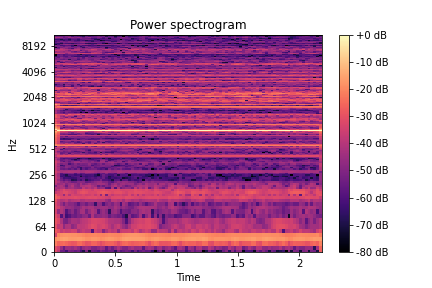 Power spectrogram
8192
4096
2048
1024
512
256
128
64
0
Hz
0
0.5
1
1.5
2
Time
+0 dB
-10 dB
-20 dB
-30 dB
-40 dB
-50 dB
-60 dB
-70 dB
-80 dB